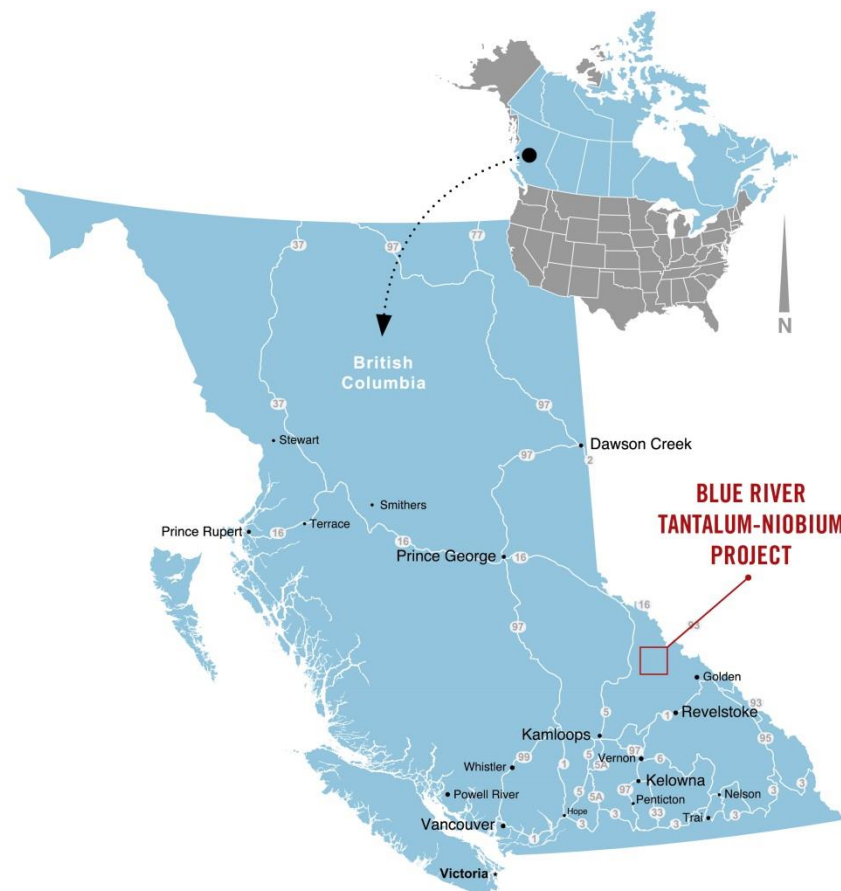 N
37
97
77
British
Columbia
37
97
Stewart
Dawson Creek
97
2
Smithers
BLUE RIVER
TANTALUM-NIOBIUM
PROJECT
Prince Rupert
16
Terrace
16
Prince George
16
16
97
93
Golden
5
1
Revelstoke
93
Kamloops
95
99
1
5
5A
97
Vernon
6
Whistler
Kelowna
3
Powell River
5
5A
97
Penticton
Nelson
3
Vancouver
Hope
3
3
33
3
Trai
3
1
Victoria